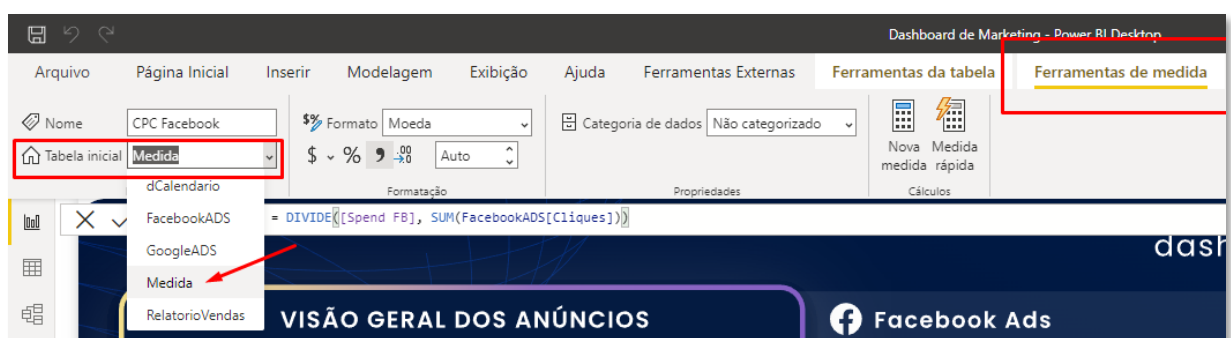 Dashboard de Marketing - Power BI Desktop
Arquivo Página Inicial Inserir Modelagem Exibição Ajuda Ferramentas Externas Ferramentas da tabela Ferramentas de medida
Nome CPC Facebook
Formato Moeda
Categoria de dados Não categorizado
Tabela inicial Medida
$ % Auto
Nova medida
Medida rápida
Formatação
Propriedades
Cálculos
dCalendario
FacebookADS
GoogleADS
Medida
RelatorioVendas
= DIVIDE([Spend FB], SUM(FacebookADS[Cliques]))
VISÃO GERAL DOS ANÚNCIOS
Facebook Ads